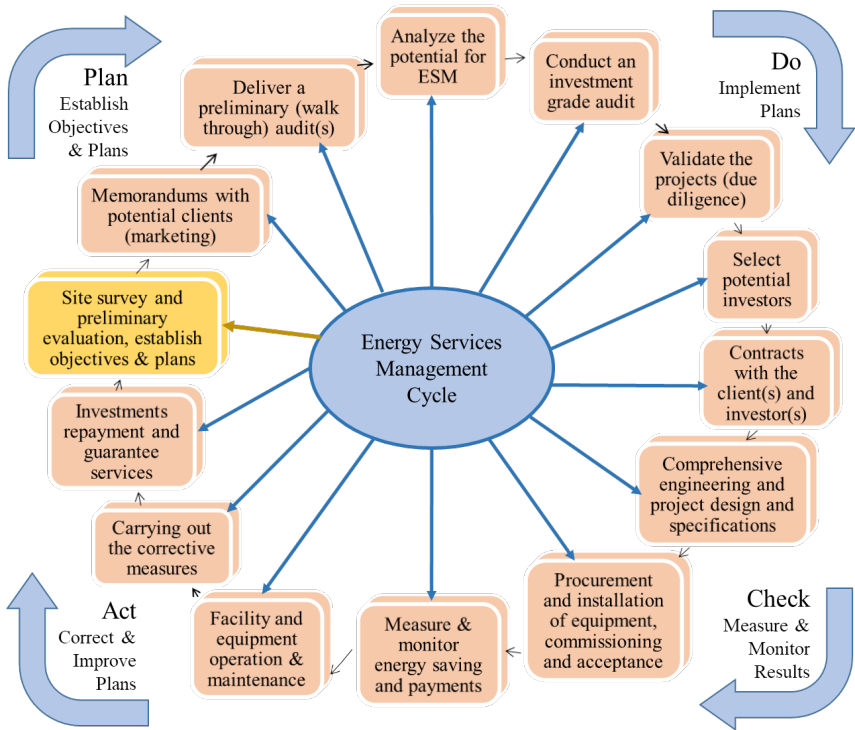 Plan
Establish
Objectives
& Plans
Do
Implement
Plans
Check
Measure &
Monitor
Results
Act
Correct &
Improve
Plans
Energy Services
Management
Cycle
Site survey and
preliminary
evaluation, establish
objectives & plans
Memorandums with
potential clients
(marketing)
Deliver a
preliminary (walk
through) audit(s)
Analyze the
potential for
ESM
Conduct an
investment
grade audit
Validate the
projects (due
diligence)
Select
potential
investors
Contracts
with the
client(s) and
investor(s)
Comprehensive
engineering and
project design and
specifications
Procurement
and installation
of equipment,
commissioning
and acceptance
Measure &
monitor
energy saving
and payments
Facility and
equipment
operation &
maintenance
Carrying out
the corrective
measures
Investments
repayment and
guarantee
services